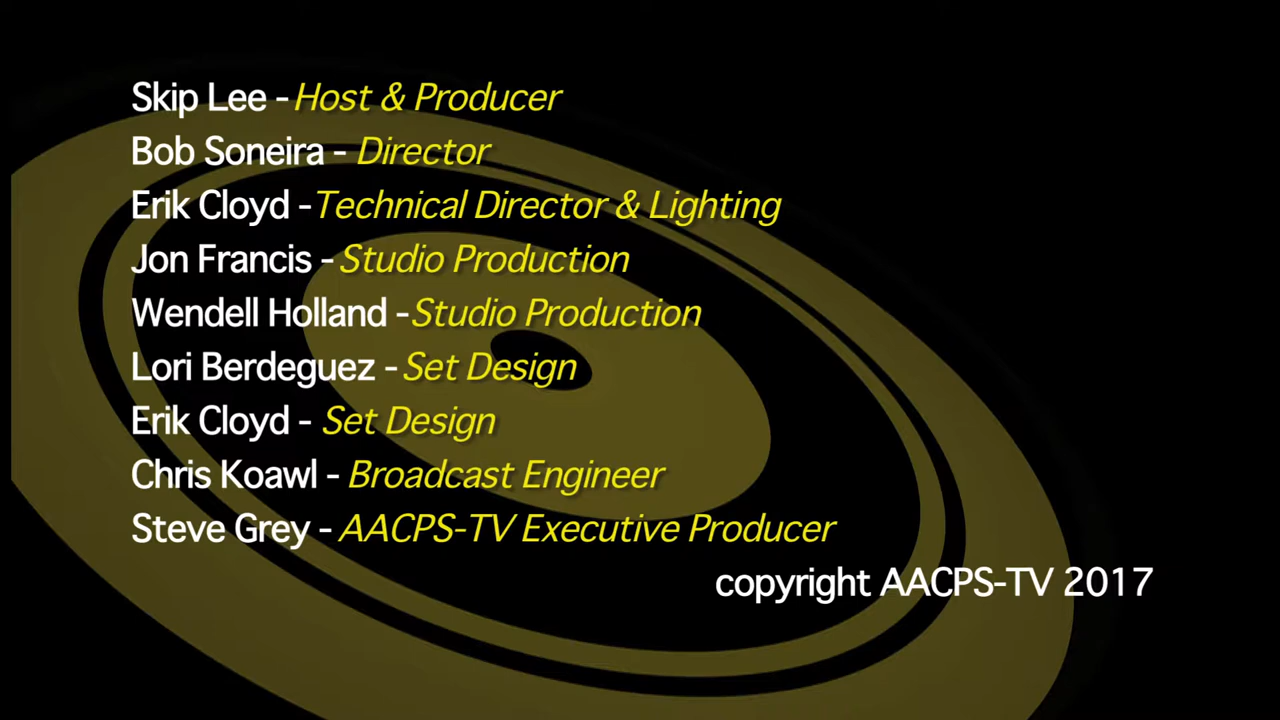 Skip Lee - Host & Producer
Bob Soneira - Director
Erik Cloyd - Technical Director & Lighting
Jon Francis - Studio Production
Wendell Holland - Studio Production
Lori Berdeguez - Set Design
Erik Cloyd - Set Design
Chris Koawl - Broadcast Engineer
Steve Grey - AACPS-TV Executive Producer
copyright AACPS-TV 2017